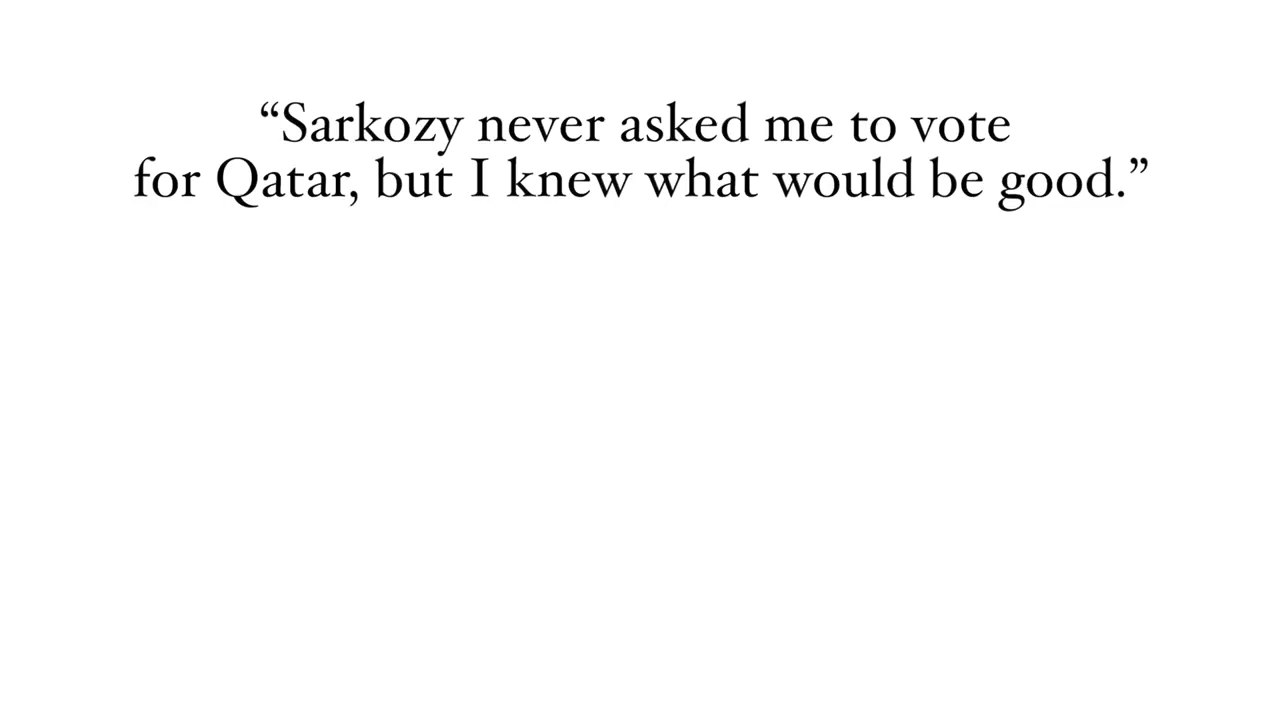 “Sarkozy never asked me to vote
for Qatar, but I knew what would be good.”